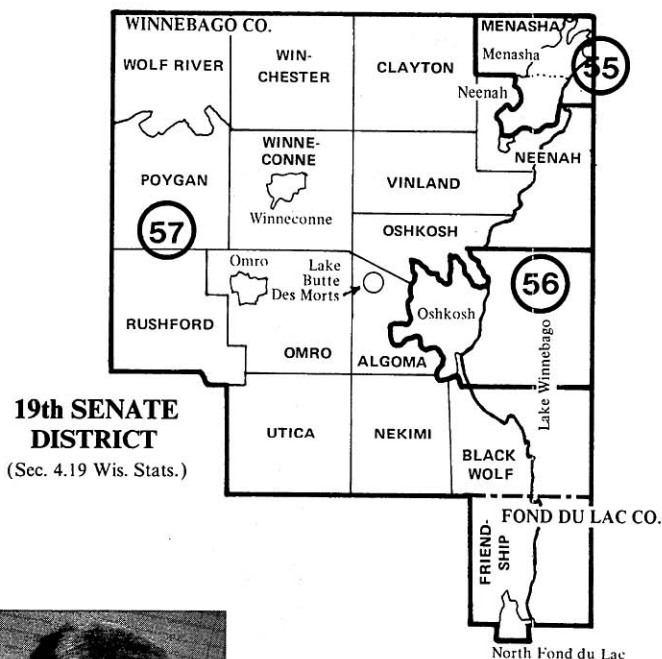 WINNEBAGO CO.
MENASHA
Menasha
55
WOLF RIVER
WIN-
CHESTER
CLAYTON
Neenah
NEENAH
WINNE-
CONNE
POYGAN
VINLAND
Winneconne
57
OSHKOSH
Omro
Lake
Butte
Des Morts
56
Oshkosh
RUSHFORD
OMRO
ALGOMA
Lake Winnebago
19th SENATE
DISTRICT
(Sec. 4.19 Wis. Stats.)
UTICA
NEKIMI
BLACK
WOLF
FOND DU LAC CO.
FRIEND-
SHIP
North Fond du Lac